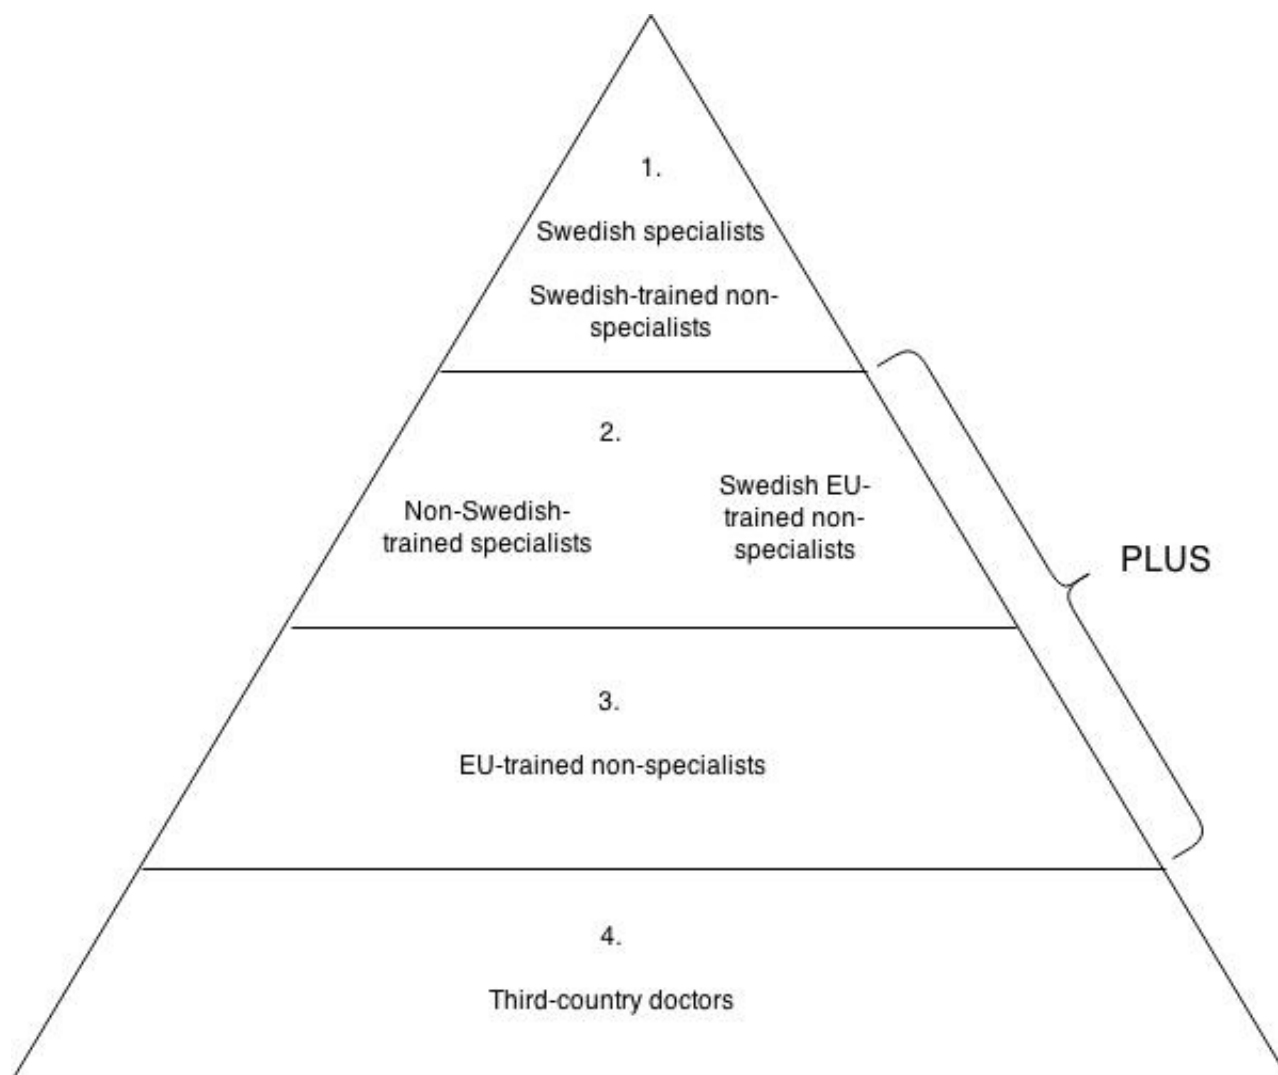 1.
Swedish specialists
Swedish-trained non-
specialists
2.
Non-Swedish-
trained specialists
Swedish EU-
trained non-
specialists
PLUS
3.
EU-trained non-specialists
4.
Third-country doctors